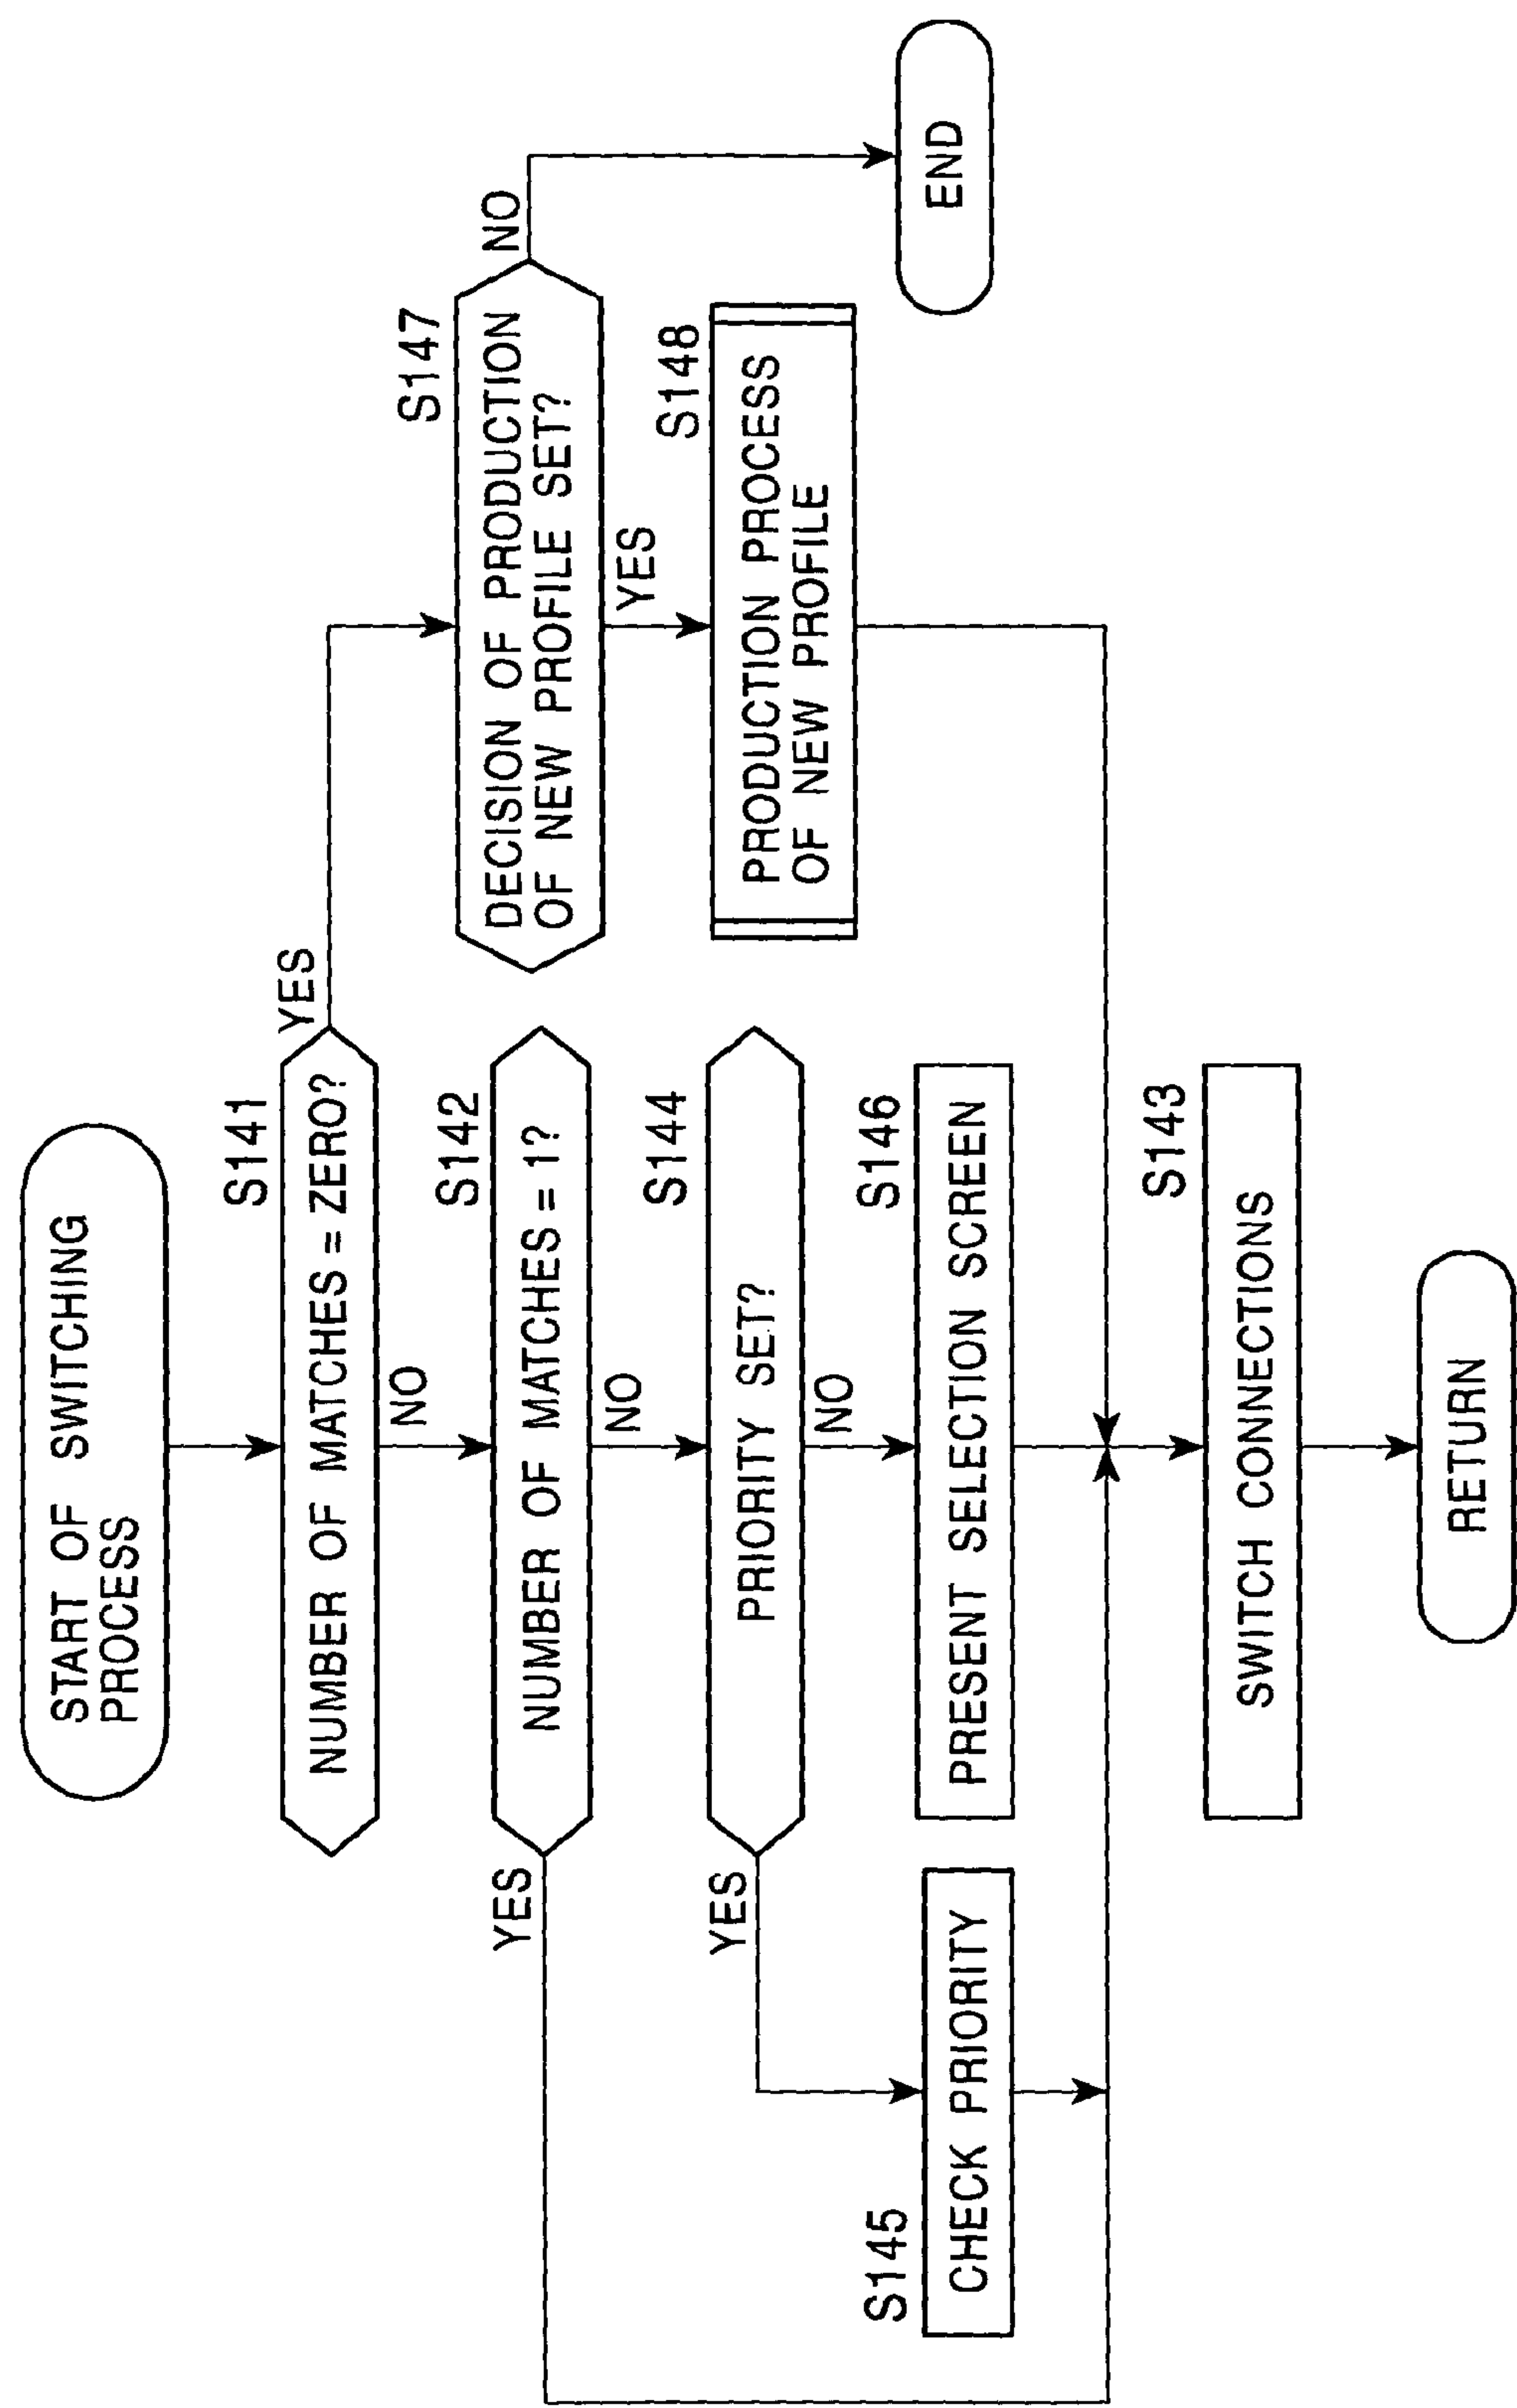 START OF SWITCHING
PROCESS
S141
NUMBER OF MATCHES = ZERO?
YES
NO
S142
NUMBER OF MATCHES = 1?
YES
NO
S144
PRIORITY SET?
YES
NO
S145
CHECK PRIORITY
S146
PRESENT SELECTION SCREEN
S147
DECISION OF PRODUCTION
OF NEW PROFILE SET?
NO
YES
S148
PRODUCTION PROCESS
OF NEW PROFILE
END
S143
SWITCH CONNECTIONS
RETURN